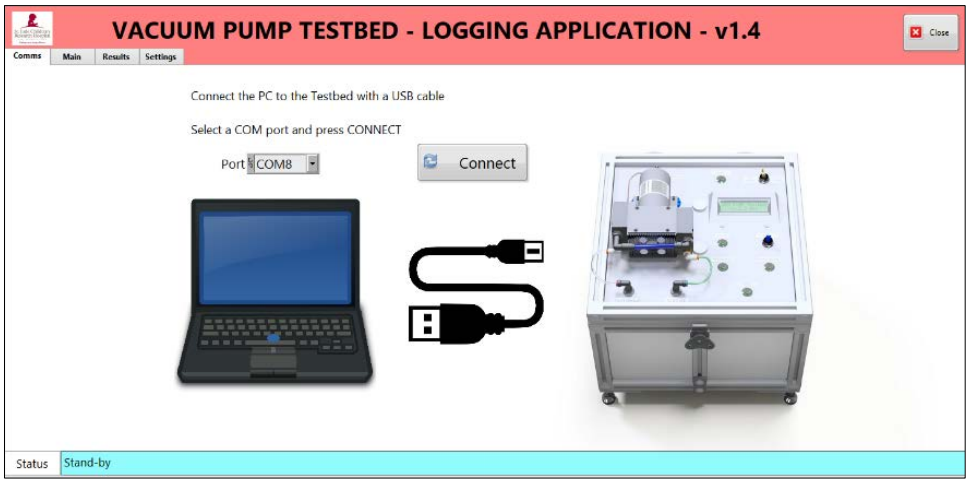 VACUUM PUMP TESTBED - LOGGING APPLICATION - v1.4
Close
Comms Main Results Settings
Connect the PC to the Testbed with a USB cable
Select a COM port and press CONNECT
Port COM8 Connect
Status Stand-by